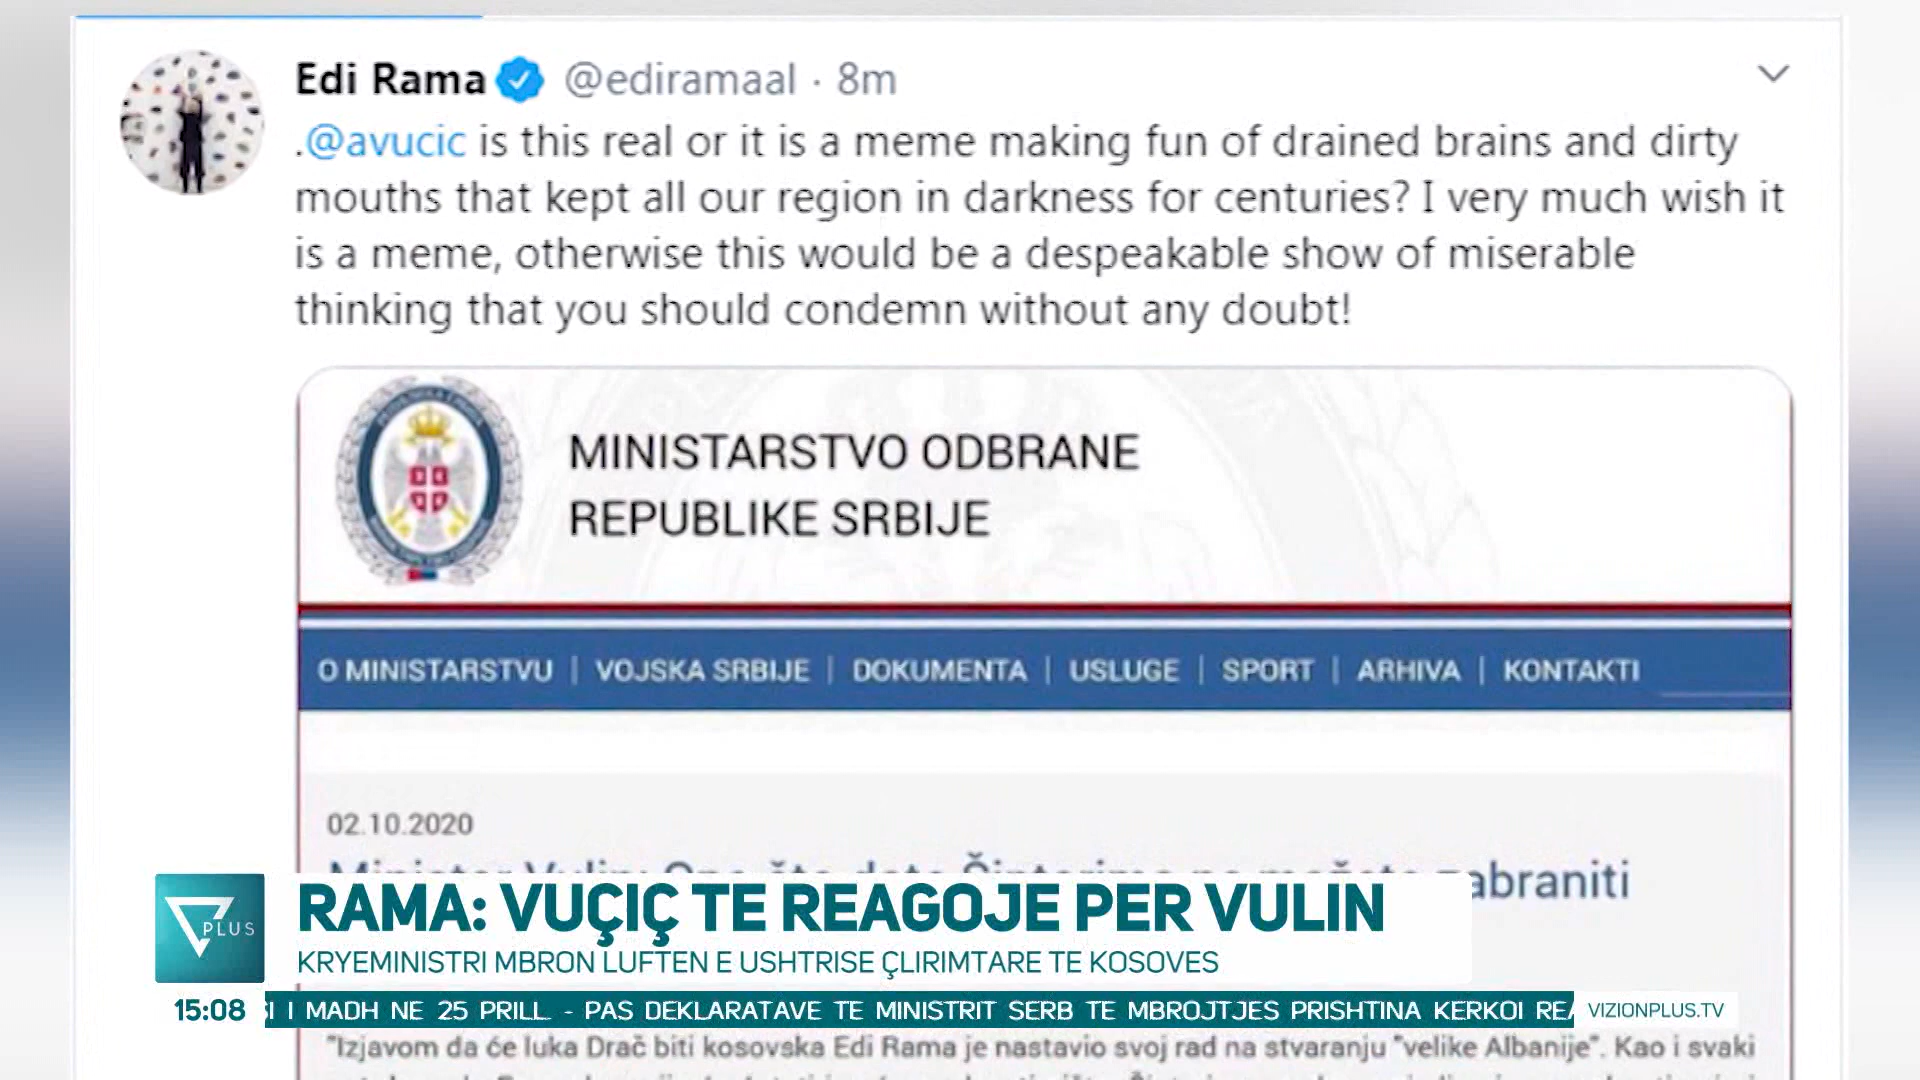 Edi Rama @ediramaal · 8m
.@avucic is this real or it is a meme making fun of drained brains and dirty
mouths that kept all our region in darkness for centuries? I very much wish it
is a meme, otherwise this would be a despeakable show of miserable
thinking that you should condemn without any doubt!
MINISTARSTVO ODBRANE
REPUBLIKE SRBIJE
O MINISTARSTVU | VOJSKA SRBIJE | DOKUMENTA | USLUGE | SPORT | ARHIVA | KONTAKTI
02.10.2020
zabraniti
PLUS
RAMA: VUÇIÇ TE REAGOJE PER VULIN
KRYEMINISTRI MBRON LUFTEN E USHTRISE ÇLIRIMTARE TE KOSOVES
15:08 I MADH NE 25 PRILL - PAS DEKLARATAVE TE MINISTRIT SERB TE MBROJTJES PRISHTINA KERKOI VIZIONPLUS.TV
"Izjavom da će luka Drač biti kosovska Edi Rama je nastavio svoj rad na stvaranju "velike Albanije". Kao i svaki